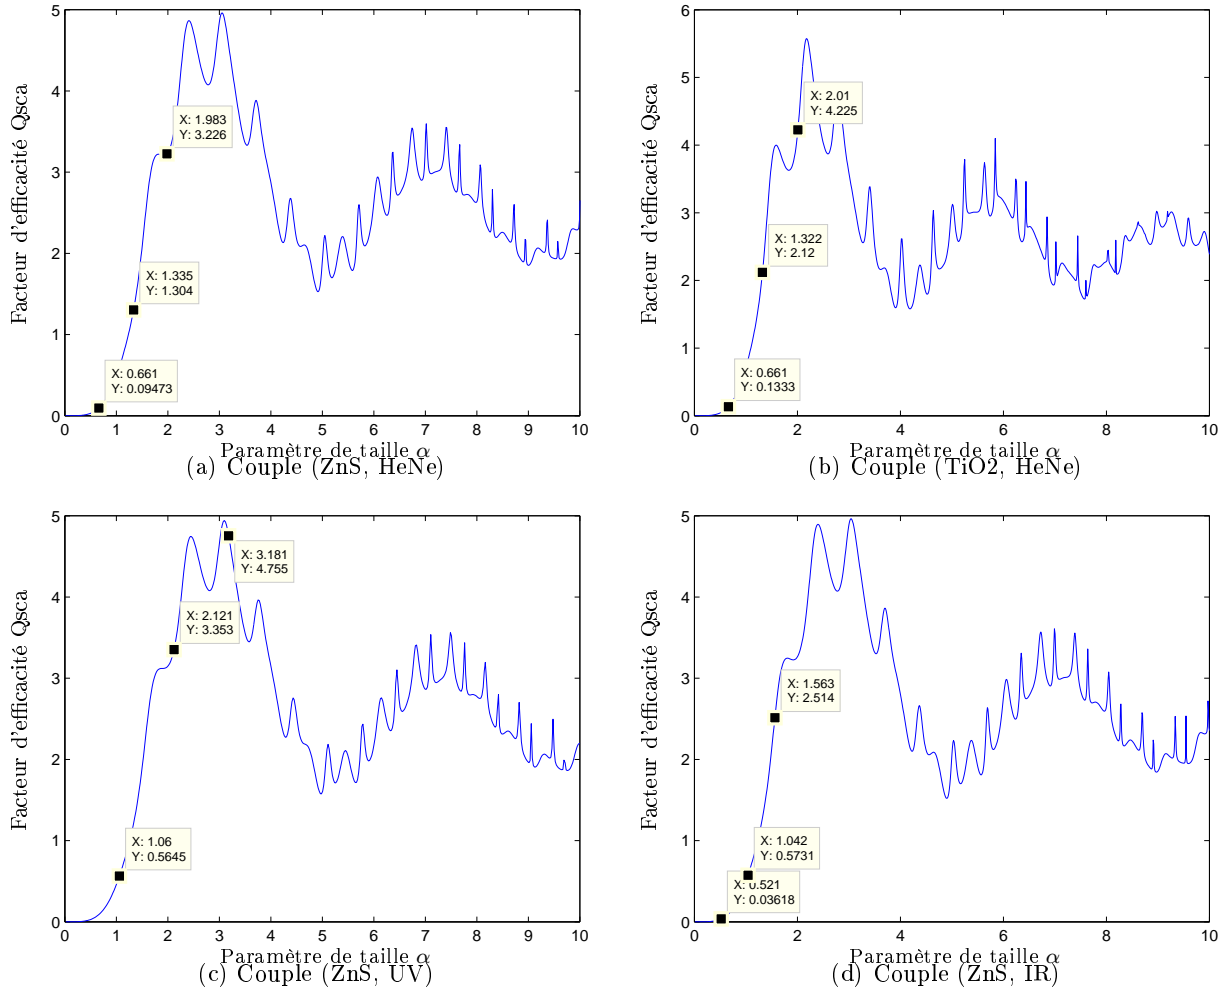 5
4
3
2
1
0
Facteur d'efficacité Qsca
X: 1.983
Y: 3.226
X: 1.335
Y: 1.304
X: 0.661
Y: 0.09473
0 1 2 3 4 5 6 7 8 9 10
Paramètre de taille α
(a) Couple (ZnS, HeNe)
6
5
4
3
2
1
0
Facteur d'efficacité Qsca
X: 2.01
Y: 4.225
X: 1.322
Y: 2.12
X: 0.661
Y: 0.1333
0 2 4 6 8 10
Paramètre de taille α
(b) Couple (TiO2, HeNe)
5
4
3
2
1
0
Facteur d'efficacité Qsca
X: 3.181
Y: 4.755
X: 2.121
Y: 3.353
X: 1.06
Y: 0.5645
0 1 2 3 4 5 6 7 8 9 10
Paramètre de taille α
(c) Couple (ZnS, UV)
5
4
3
2
1
0
Facteur d'efficacité Qsca
X: 1.563
Y: 2.514
X: 1.042
Y: 0.5731
X: 0.521
Y: 0.03618
0 2 4 6 8 10
Paramètre de taille α
(d) Couple (ZnS, IR)